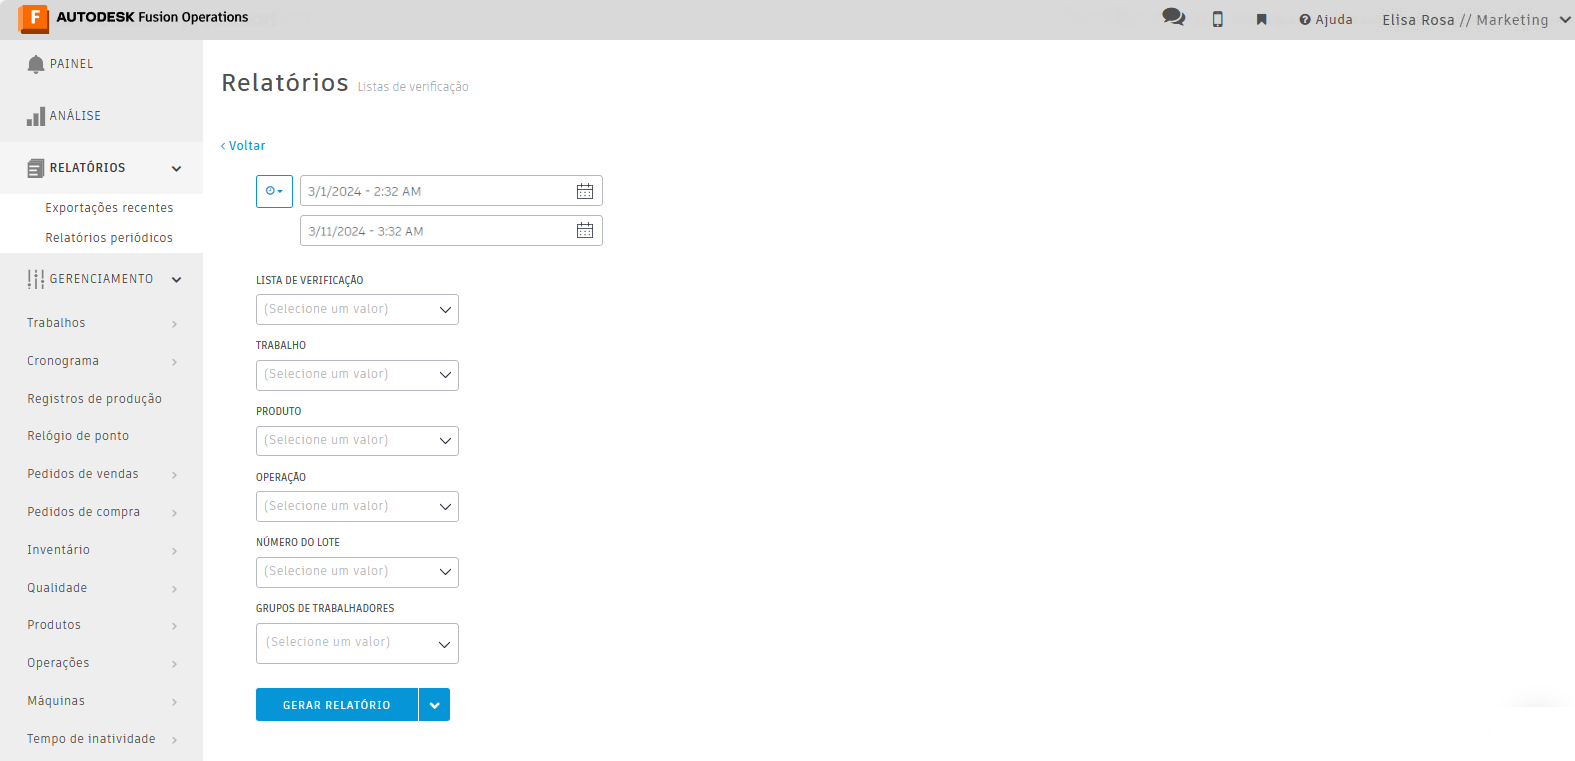 F AUTODESK Fusion Operations
Ajuda
Elisa Rosa // Marketing
PAINEL
ANÁLISE
RELATÓRIOS
Exportações recentes
Relatórios periódicos
GERENCIAMENTO
Trabalhos
Cronograma
Registros de produção
Relógio de ponto
Pedidos de vendas
Pedidos de compra
Inventário
Qualidade
Produtos
Operações
Máquinas
Tempo de inatividade
Relatórios Listas de verificação
‹ Voltar
3/1/2024 - 2:32 AM
3/11/2024 - 3:32 AM
LISTA DE VERIFICAÇÃO
(Selecione um valor)
TRABALHO
(Selecione um valor)
PRODUTO
(Selecione um valor)
OPERAÇÃO
(Selecione um valor)
NÚMERO DO LOTE
(Selecione um valor)
GRUPOS DE TRABALHADORES
(Selecione um valor)
GERAR RELATÓRIO